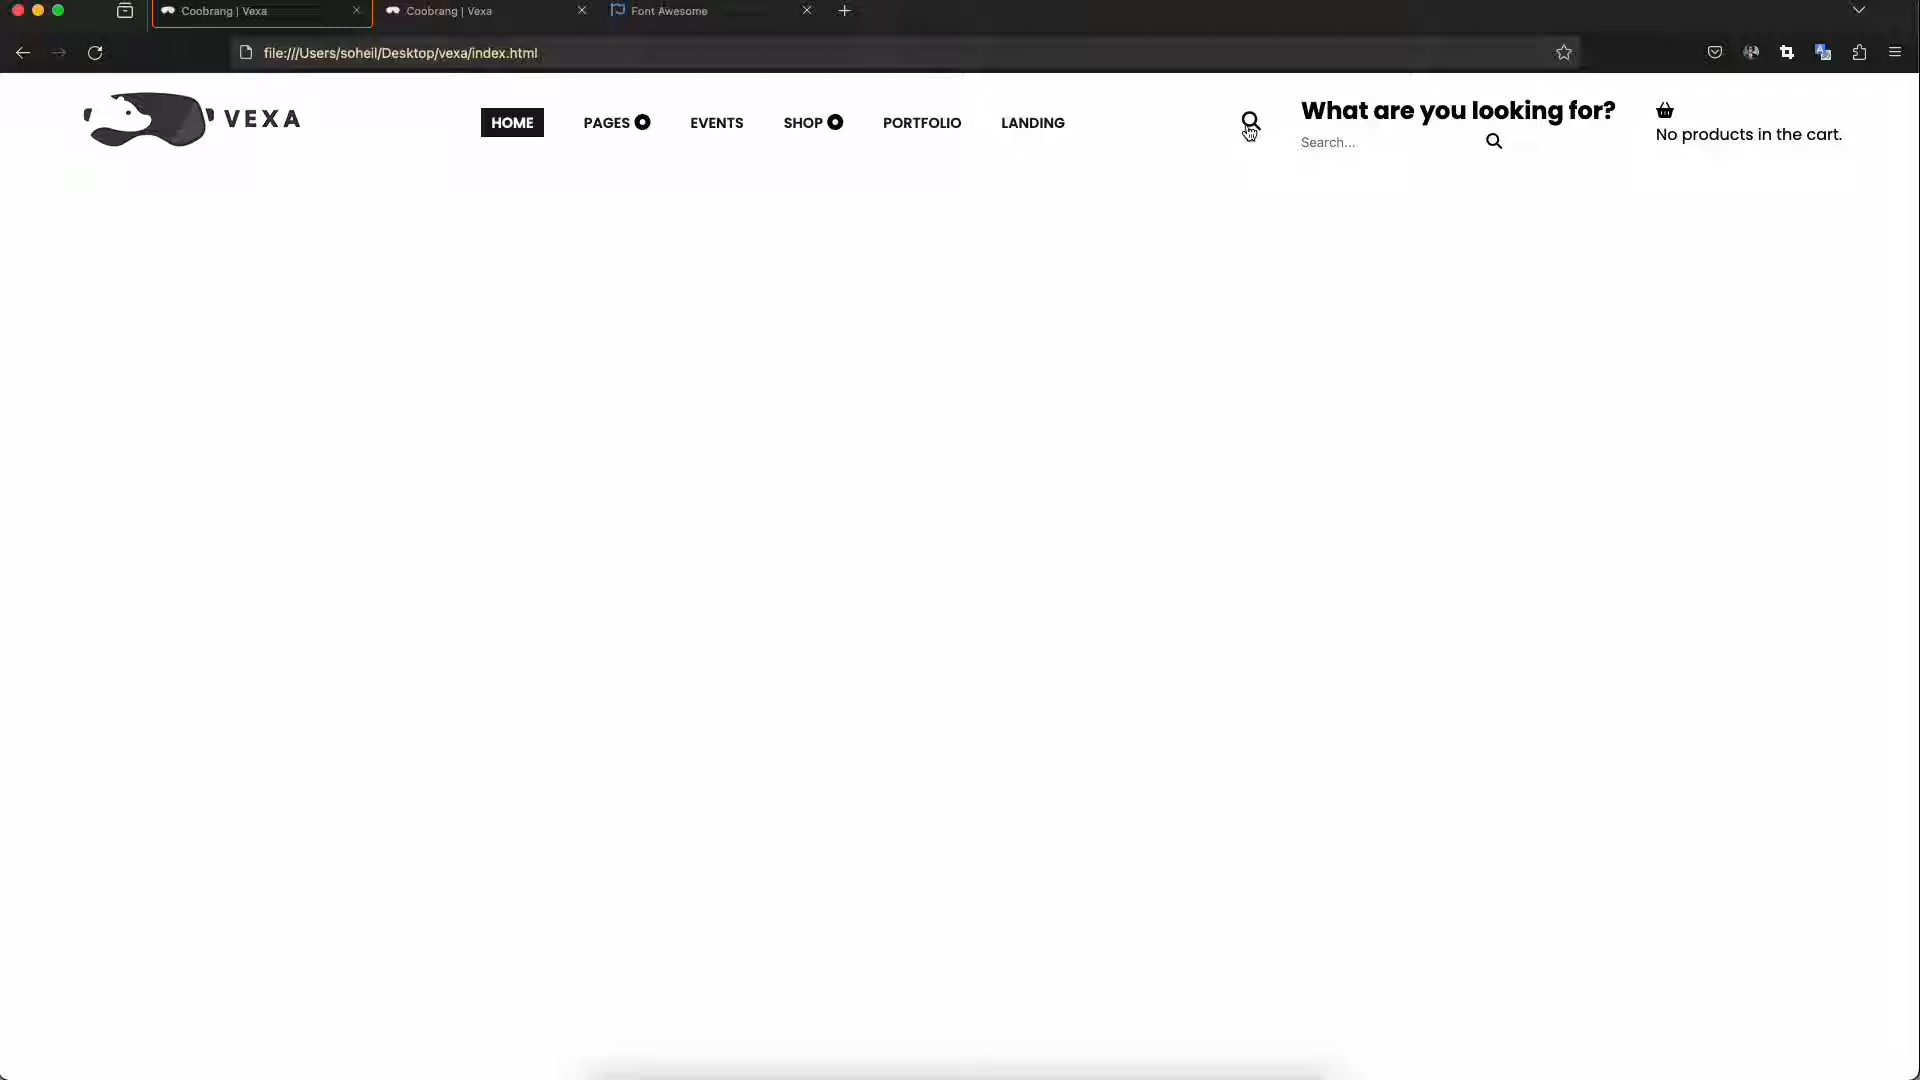 Coobrang | Vexa
Coobrang | Vexa
Font Awesome
file:///Users/soheil/Desktop/vexa/index.html
VEXA
HOME
PAGES
EVENTS
SHOP
PORTFOLIO
LANDING
What are you looking for?
Search...
No products in the cart.